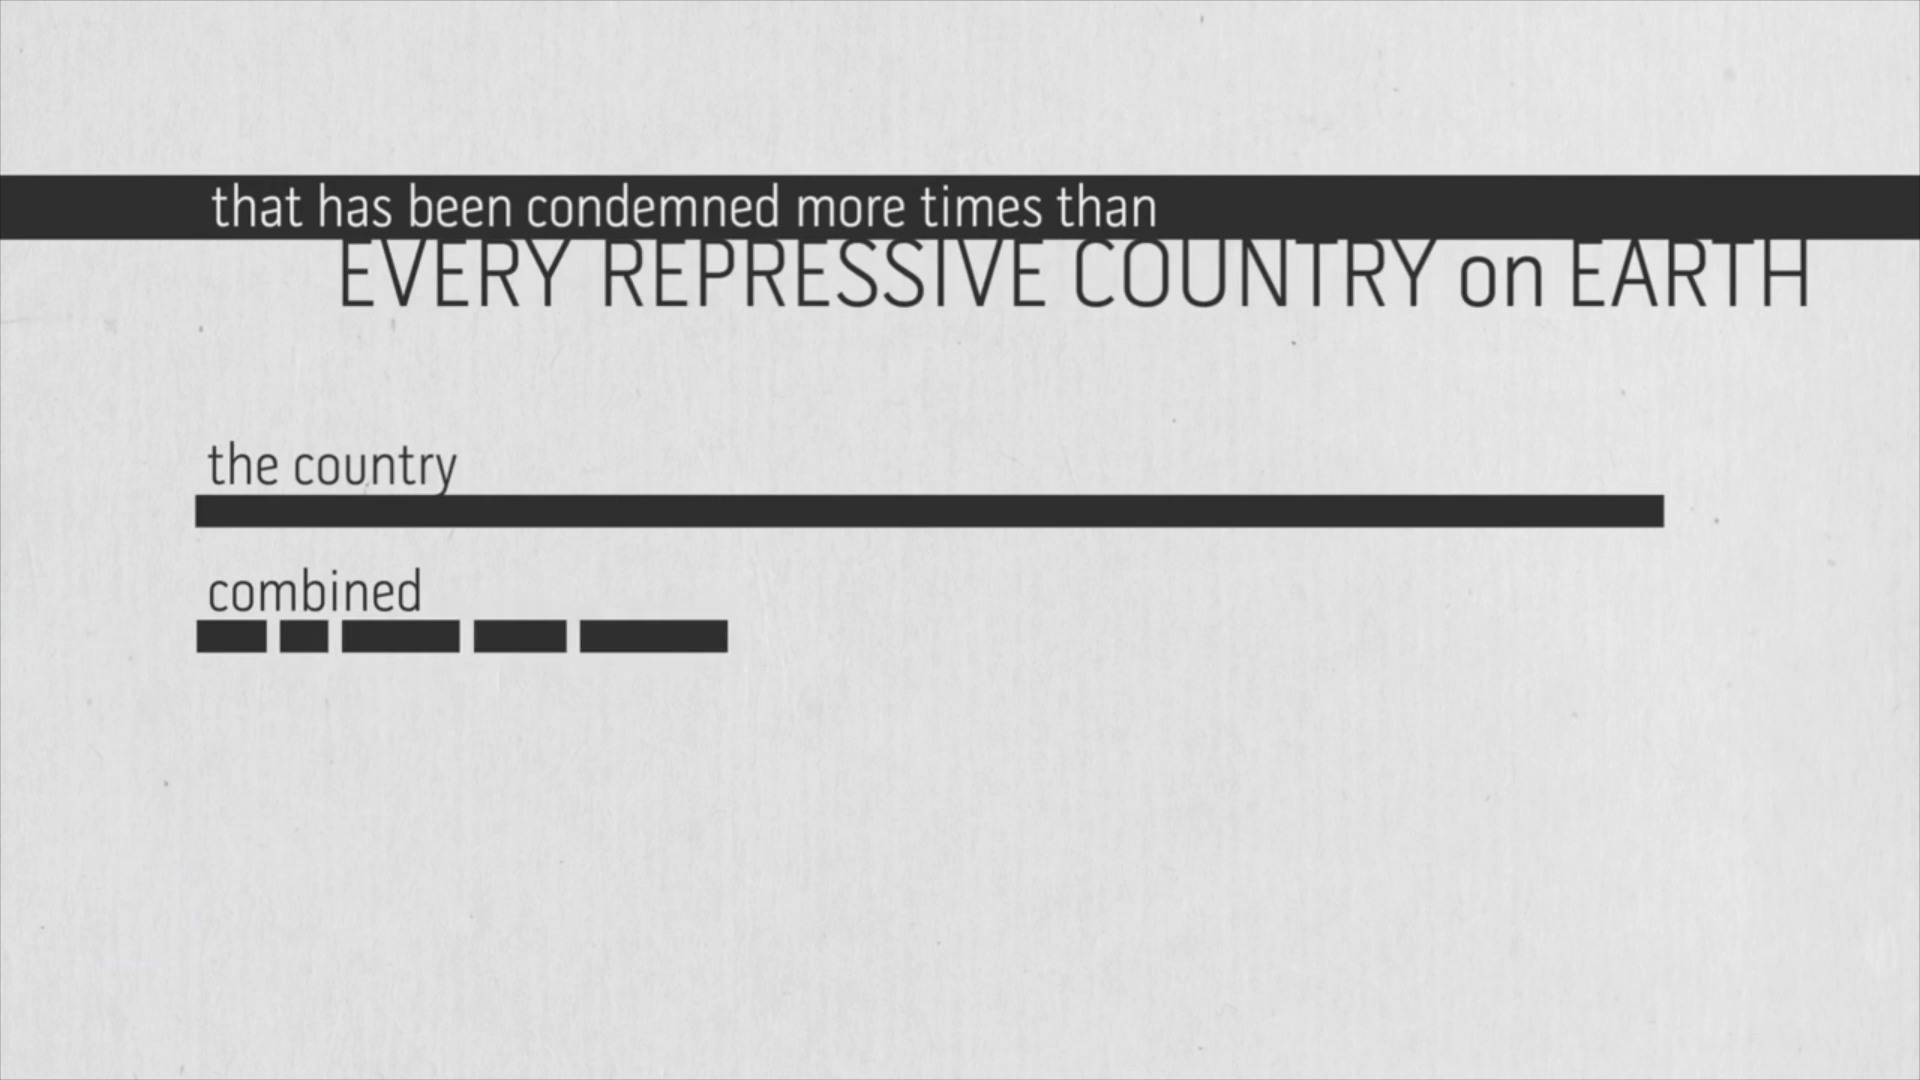 that has been condemned more times than
EVERY REPRESSIVE COUNTRY on EARTH
the country
combined